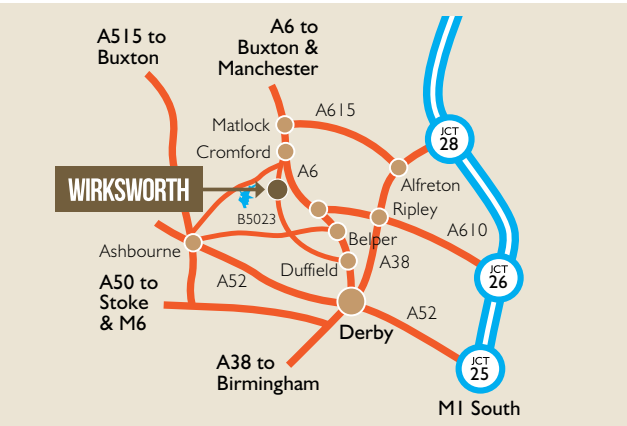 A6 to
Buxton &
Manchester
A515 to
Buxton
A615
Matlock
JCT
28
Cromford
A6
Alfreton
WIRKSWORTH
B5023
Ripley
A610
Belper
Ashbourne
Duffield
A38
JCT
26
A50 to
Stoke
& M6
A52
A52
Derby
A38 to
Birmingham
JCT
25
M1 South